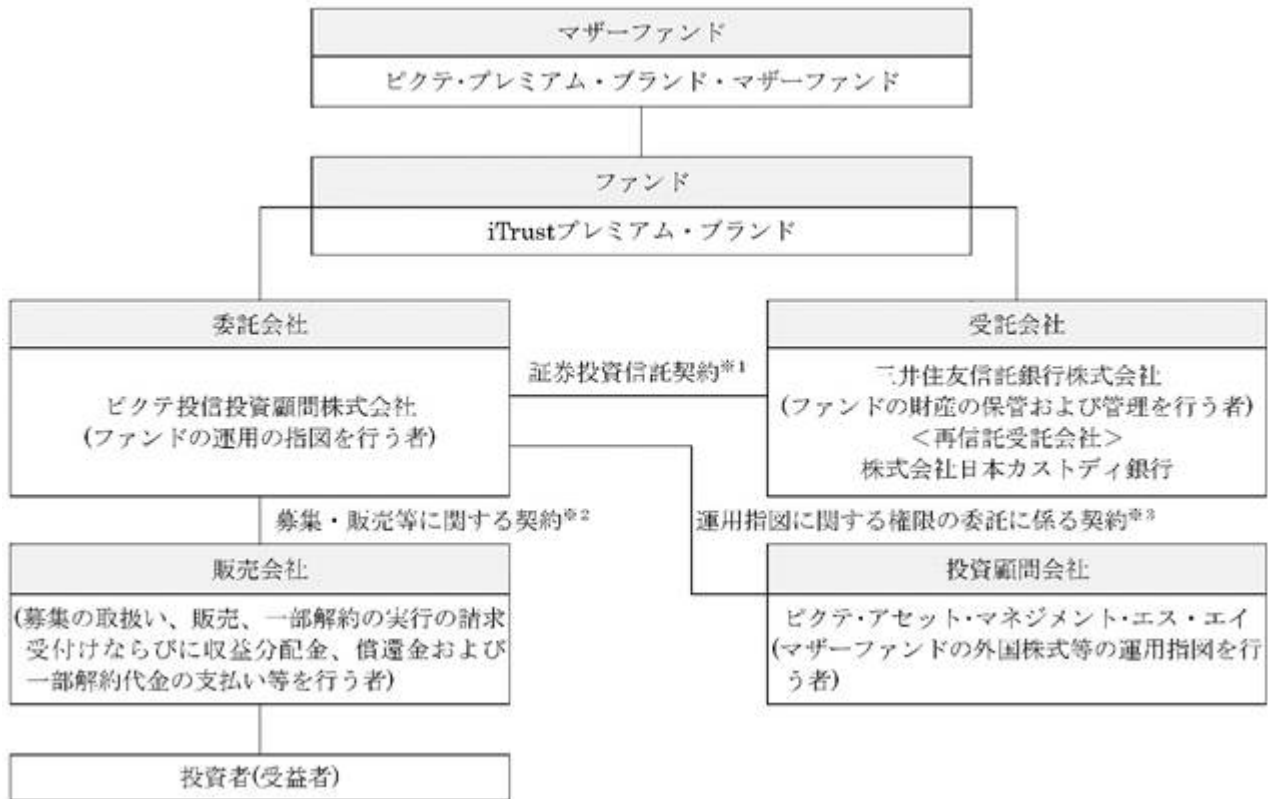 マザーファンド
ピクテ・プレミアム・ブランド・マザーファンド
ファンド
iTrustプレミアム・ブランド
委託会社
ピクテ投信投資顧問株式会社
(ファンドの運用の指図を行う者)
証券投資信託契約※1
受託会社
三井住友信託銀行株式会社
(ファンドの財産の保管および管理を行う者)
＜再信託受託会社＞
株式会社日本カストディ銀行
募集・販売等に関する契約※2
運用指図に関する権限の委託に係る契約※3
販売会社
(募集の取扱い、販売、一部解約の実行の請求
受付けならびに収益分配金、償還金および
一部解約代金の支払い等を行う者)
投資顧問会社
ピクテ・アセット・マネジメント・エス・エイ
(マザーファンドの外国株式等の運用指図を行
う者)
投資者(受益者)